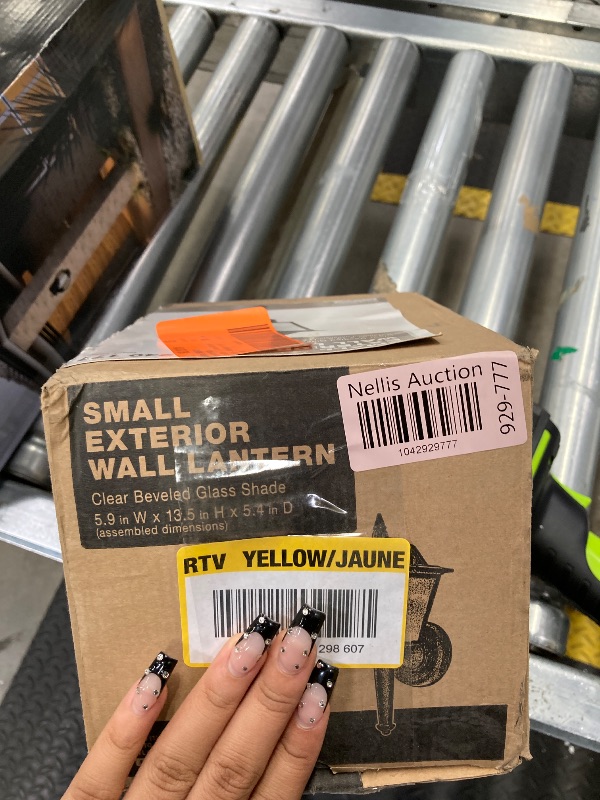 SMALL
EXTERIOR
WALL LANTERN
Clear Beveled Glass Shade
5.9 in W x 13.5 in H x 5.4 in D
(assembled dimensions)
Nellis Auction
1042929777
929-777
RTV YELLOW/JAUNE
298 607